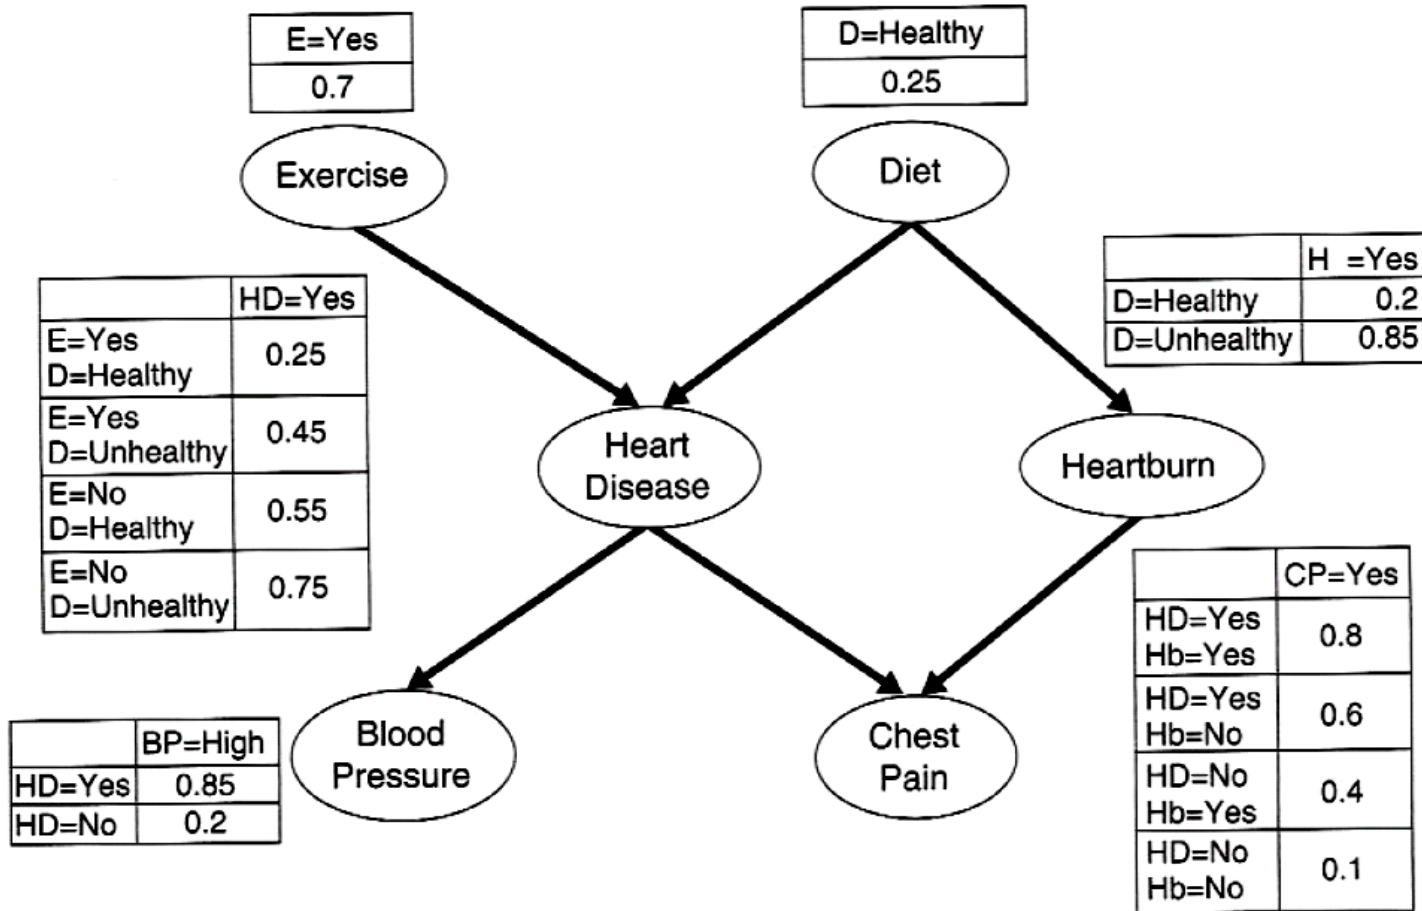 E=Yes
0.7
D=Healthy
0.25
Exercise
Diet
H =Yes
D=Healthy 0.2
D=Unhealthy 0.85
HD=Yes
E=Yes
D=Healthy
0.25
E=Yes
D=Unhealthy
0.45
E=No
D=Healthy
0.55
E=No
D=Unhealthy
0.75
Heart
Disease
Heartburn
CP=Yes
HD=Yes
Hb=Yes
0.8
HD=Yes
Hb=No
0.6
HD=No
Hb=Yes
0.4
HD=No
Hb=No
0.1
BP=High
HD=Yes 0.85
HD=No 0.2
Blood
Pressure
Chest
Pain